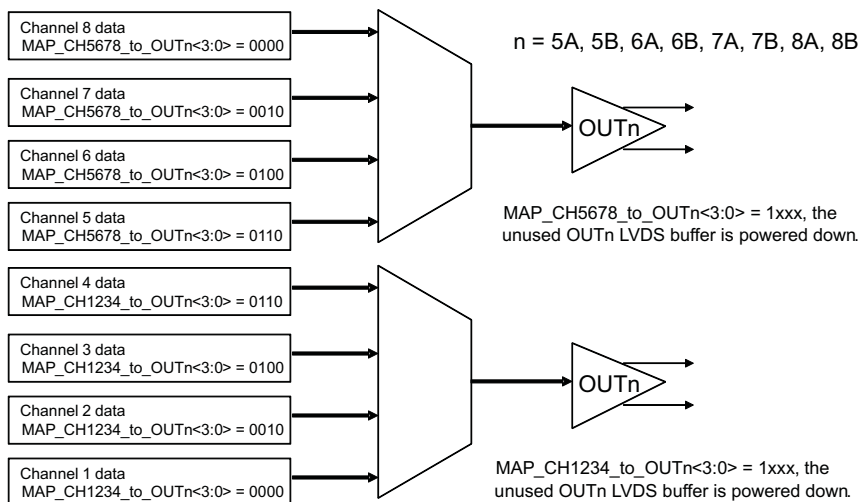 Channel 8 data
MAP_CH5678_to_OUTn<3:0> = 0000
n = 5A, 5B, 6A, 6B, 7A, 7B, 8A, 8B
Channel 7 data
MAP_CH5678_to_OUTn<3:0> = 0010
OUTn
Channel 6 data
MAP_CH5678_to_OUTn<3:0> = 0100
Channel 5 data
MAP_CH5678_to_OUTn<3:0> = 0110
MAP_CH5678_to_OUTn<3:0> = 1xxx, the
unused OUTn LVDS buffer is powered down.
Channel 4 data
MAP_CH1234_to_OUTn<3:0> = 0110
Channel 3 data
MAP_CH1234_to_OUTn<3:0> = 0100
OUTn
Channel 2 data
MAP_CH1234_to_OUTn<3:0> = 0010
Channel 1 data
MAP_CH1234_to_OUTn<3:0> = 0000
MAP_CH1234_to_OUTn<3:0> = 1xxx, the
unused OUTn LVDS buffer is powered down.